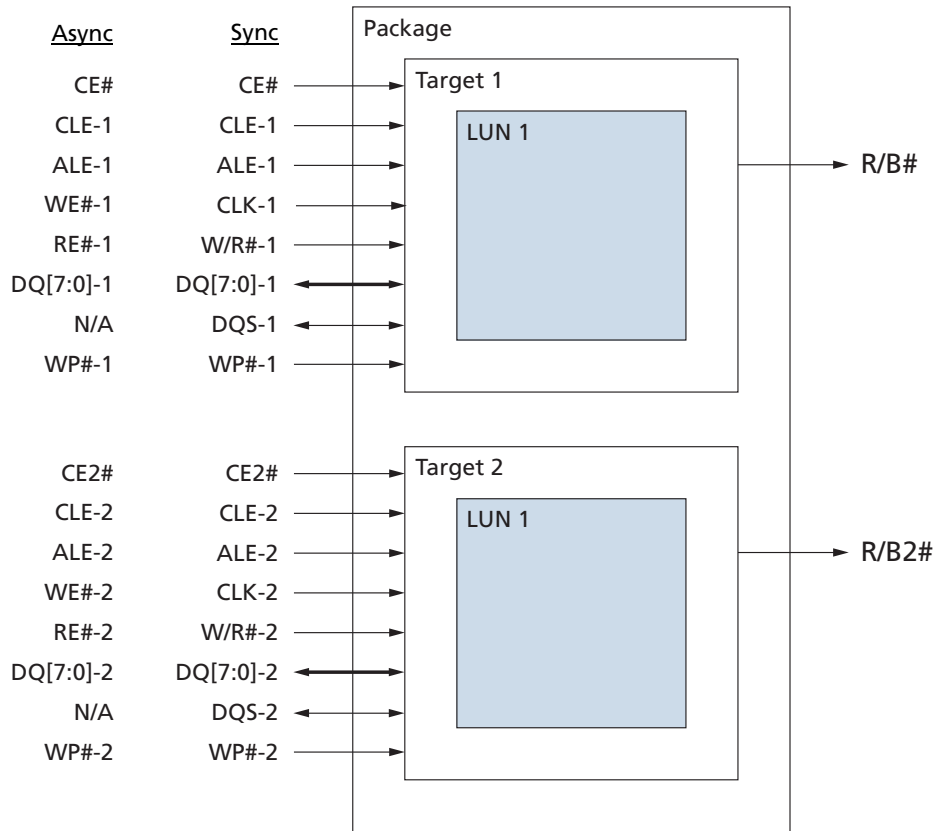 Async Sync Package
CE# CE# Target 1
CLE-1 CLE-1 LUN 1
ALE-1 ALE-1 R/B#
WE#-1 CLK-1
RE#-1 W/R#-1
DQ[7:0]-1 DQ[7:0]-1
N/A DQS-1
WP#-1 WP#-1
CE2# CE2# Target 2
CLE-2 CLE-2 LUN 1
ALE-2 ALE-2 R/B2#
WE#-2 CLK-2
RE#-2 W/R#-2
DQ[7:0]-2 DQ[7:0]-2
N/A DQS-2
WP#-2 WP#-2